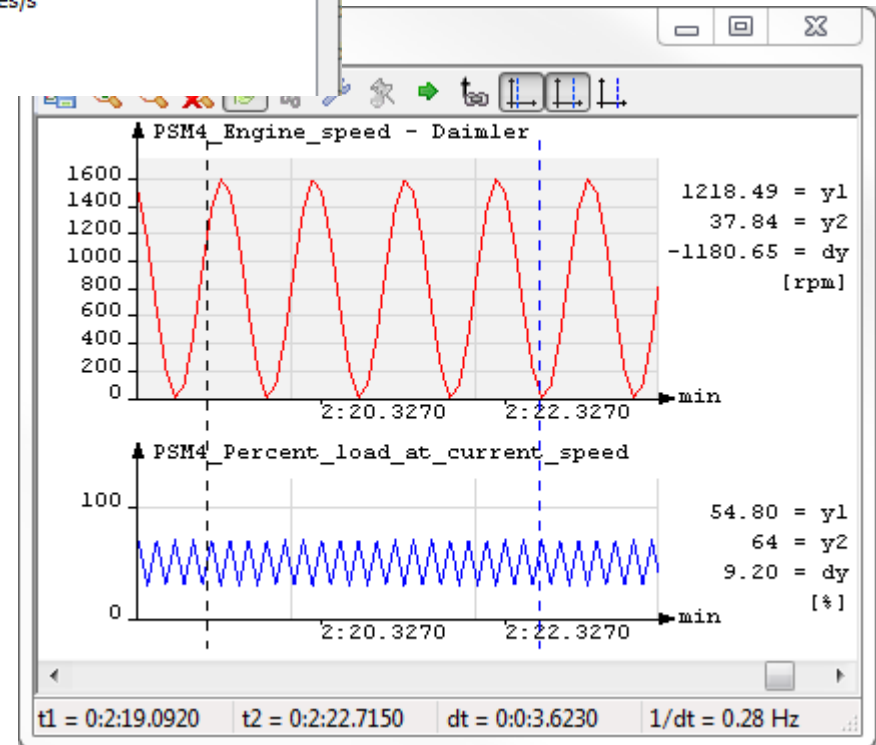 es/s
PSM4_Engine_speed - Daimler
1600
1400
1200
1000
800
600
400
200
0
1218.49 = y1
37.84 = y2
-1180.65 = dy
[rpm]
min
2:20.3270 2:22.3270
PSM4_Percent_load_at_current_speed
100
0
54.80 = y1
64 = y2
9.20 = dy
[%]
min
2:20.3270 2:22.3270
t1 = 0:2:19.0920 t2 = 0:2:22.7150 dt = 0:0:3.6230 1/dt = 0.28 Hz